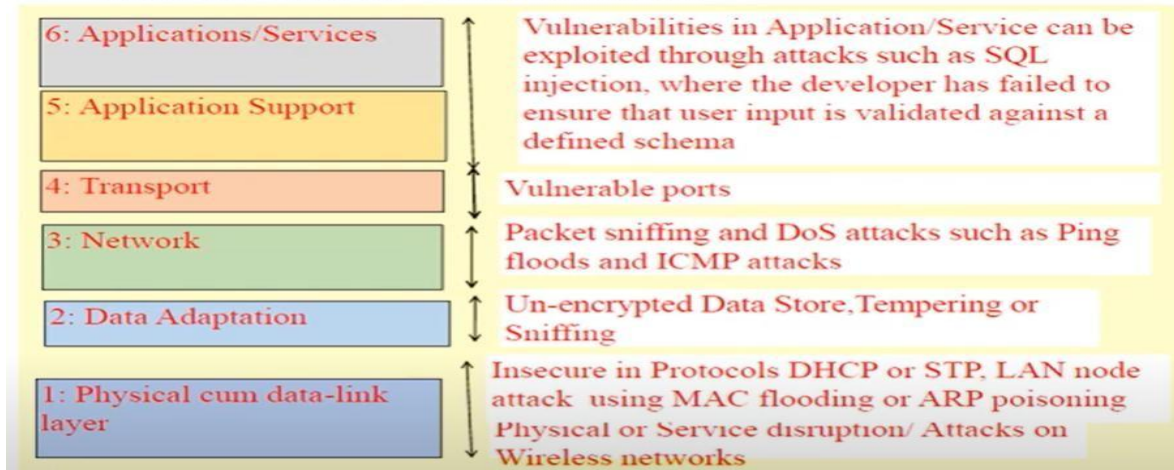 6: Applications/Services
Vulnerabilities in Application/Service can be
exploited through attacks such as SQL
injection, where the developer has failed to
ensure that user input is validated against a
defined schema
5: Application Support
4: Transport
Vulnerable ports
3: Network
Packet sniffing and DoS attacks such as Ping
floods and ICMP attacks
2: Data Adaptation
Un-encrypted Data Store,Tempering or
Sniffing
1: Physical cum data-link
layer
Insecure in Protocols DHCP or STP, LAN node
attack using MAC flooding or ARP poisoning
Physical or Service disruption/ Attacks on
Wireless networks